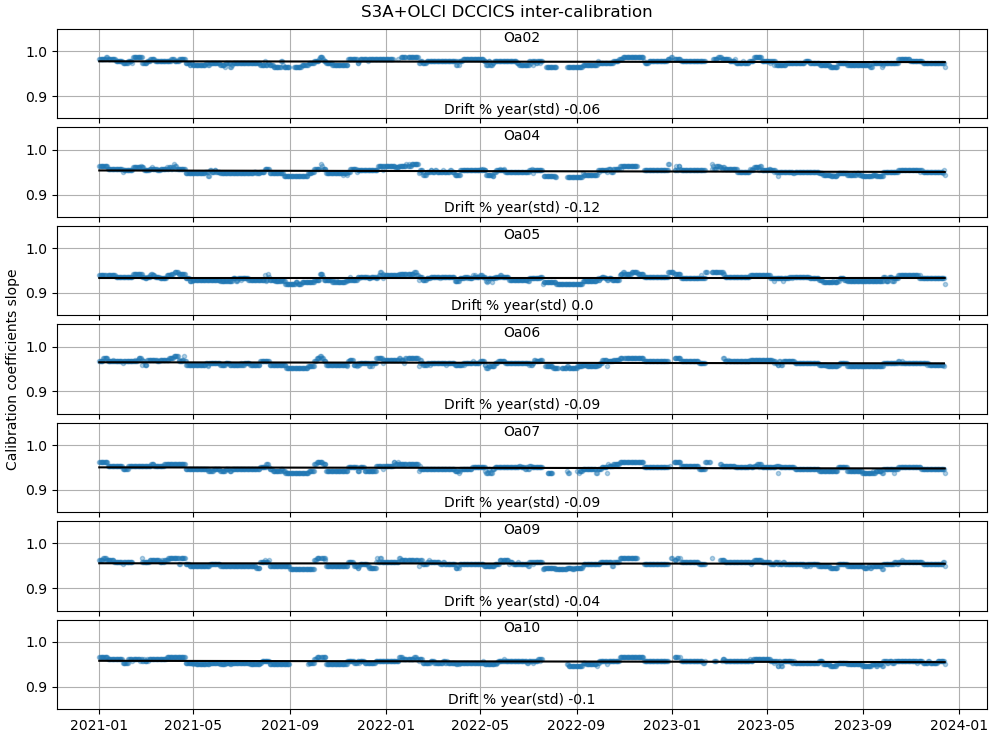 S3A+OLCI DCCICS inter-calibration
Calibration coefficients slope
Oa02
1.0
0.9
Drift % year(std) -0.06
Oa04
1.0
0.9
Drift % year(std) -0.12
Oa05
1.0
0.9
Drift % year(std) 0.0
Oa06
1.0
0.9
Drift % year(std) -0.09
Oa07
1.0
0.9
Drift % year(std) -0.09
Oa09
1.0
0.9
Drift % year(std) -0.04
Oa10
1.0
0.9
Drift % year(std) -0.1
2021-01 2021-05 2021-09 2022-01 2022-05 2022-09 2023-01 2023-05 2023-09 2024-01